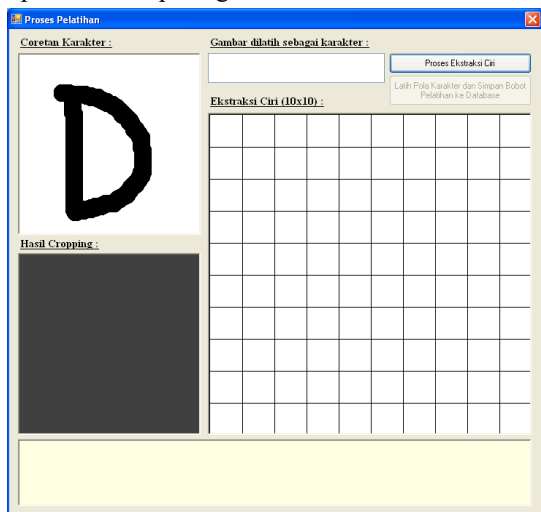 Proses Pelatihan
Coretan Karakter :
Gambar dilatih sebagai karakter :
Proses Ekstraksi Ciri
Latih Pola Karakter dan Simpan Bobot
Pelatihan ke Database
Ekstraksi Ciri (10x10) :
D
Hasil Cropping :